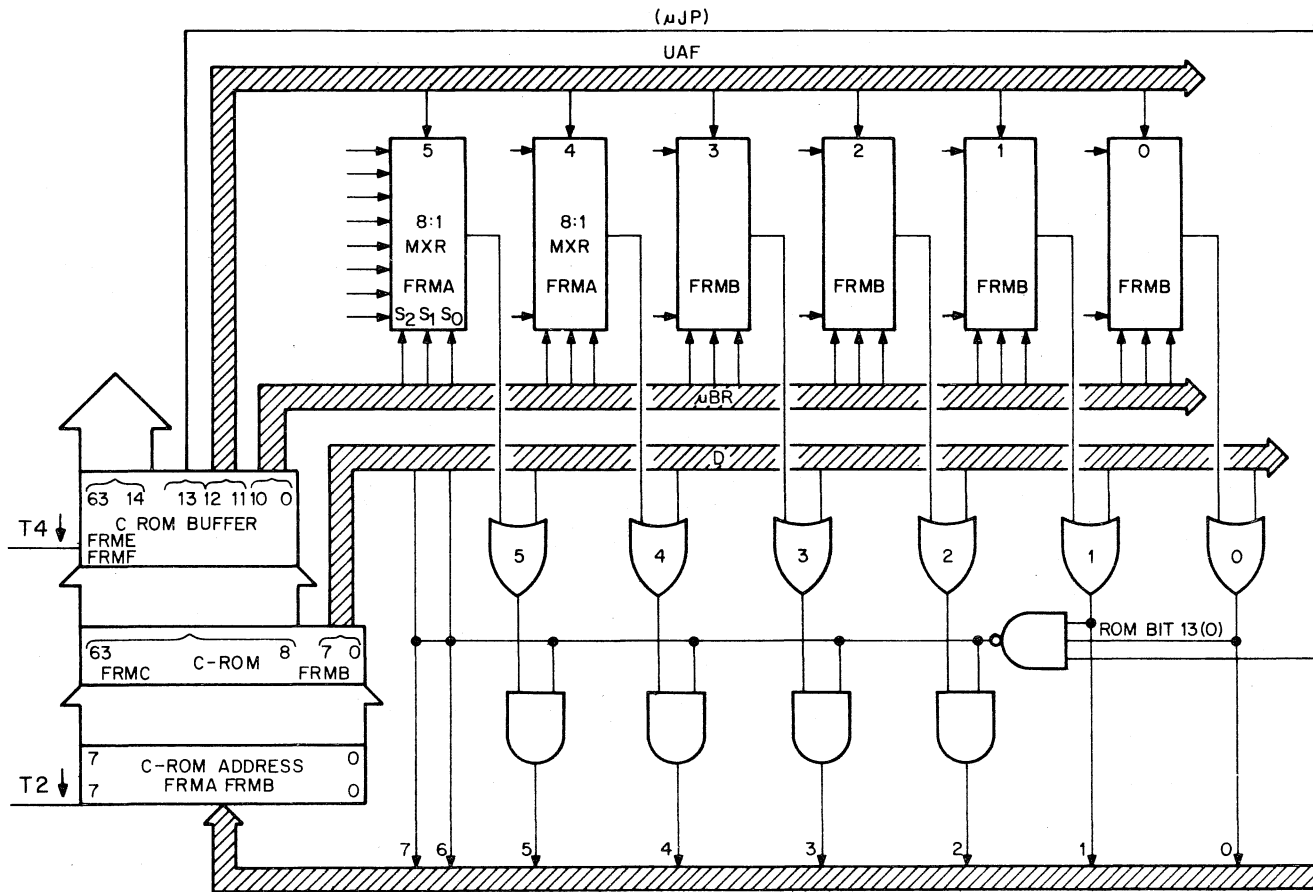 (μJP)
UAF
5
4
3
2
1
0
8:1
MXR
FRMA
S2 S1 S0
8:1
MXR
FRMA
FRMB
FRMB
FRMB
FRMB
μBR
D
63 14 13 12 11 10 0
C ROM BUFFER
FRME
FRMF
T4
5
4
3
2
1
0
ROM BIT 13(0)
63 8 7 0
FRMC C-ROM FRMB
7 0
C-ROM ADDRESS
FRMA FRMB
7 0
T2
7 6 5 4 3 2 1 0